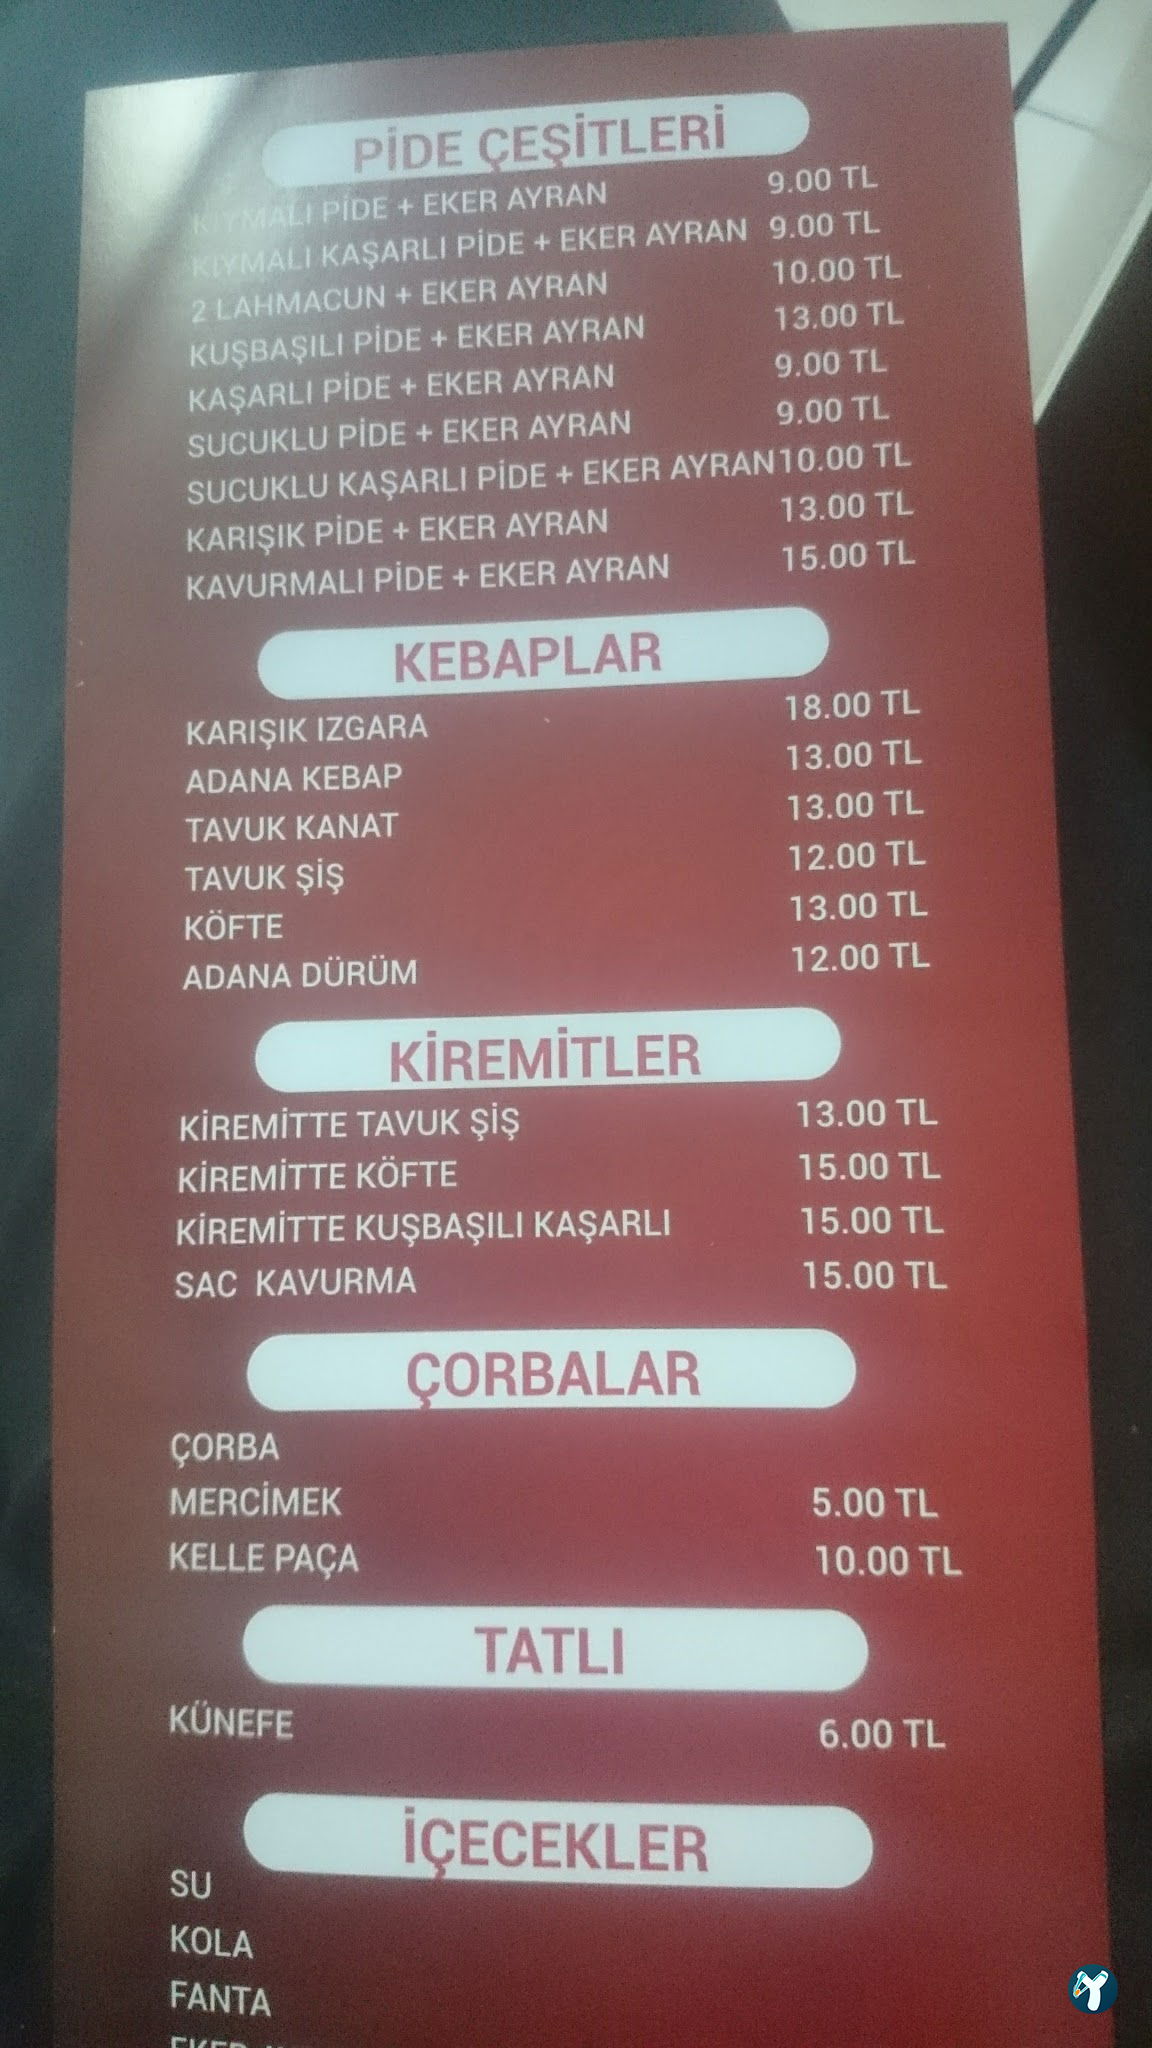 PİDE ÇEŞİTLERİ
KIYMALI PİDE + EKER AYRAN 9.00 TL
KIYMALI KAŞARLI PİDE + EKER AYRAN 9.00 TL
2 LAHMACUN + EKER AYRAN 10.00 TL
KUŞBAŞILI PİDE + EKER AYRAN 13.00 TL
KAŞARLI PİDE + EKER AYRAN 9.00 TL
SUCUKLU PİDE + EKER AYRAN 9.00 TL
SUCUKLU KAŞARLI PİDE + EKER AYRAN 10.00 TL
KARIŞIK PİDE + EKER AYRAN 13.00 TL
KAVURMALI PİDE + EKER AYRAN 15.00 TL
KEBAPLAR
KARIŞIK IZGARA 18.00 TL
ADANA KEBAP 13.00 TL
TAVUK KANAT 13.00 TL
TAVUK ŞİŞ 12.00 TL
KÖFTE 13.00 TL
ADANA DÜRÜM 12.00 TL
KİREMİTLER
KİREMİTTE TAVUK ŞİŞ 13.00 TL
KİREMİTTE KÖFTE 15.00 TL
KİREMİTTE KUŞBAŞILI KAŞARLI 15.00 TL
SAC KAVURMA 15.00 TL
ÇORBALAR
ÇORBA
MERCİMEK 5.00 TL
KELLE PAÇA 10.00 TL
TATLI
KÜNEFE 6.00 TL
İÇECEKLER
SU
KOLA
FANTA